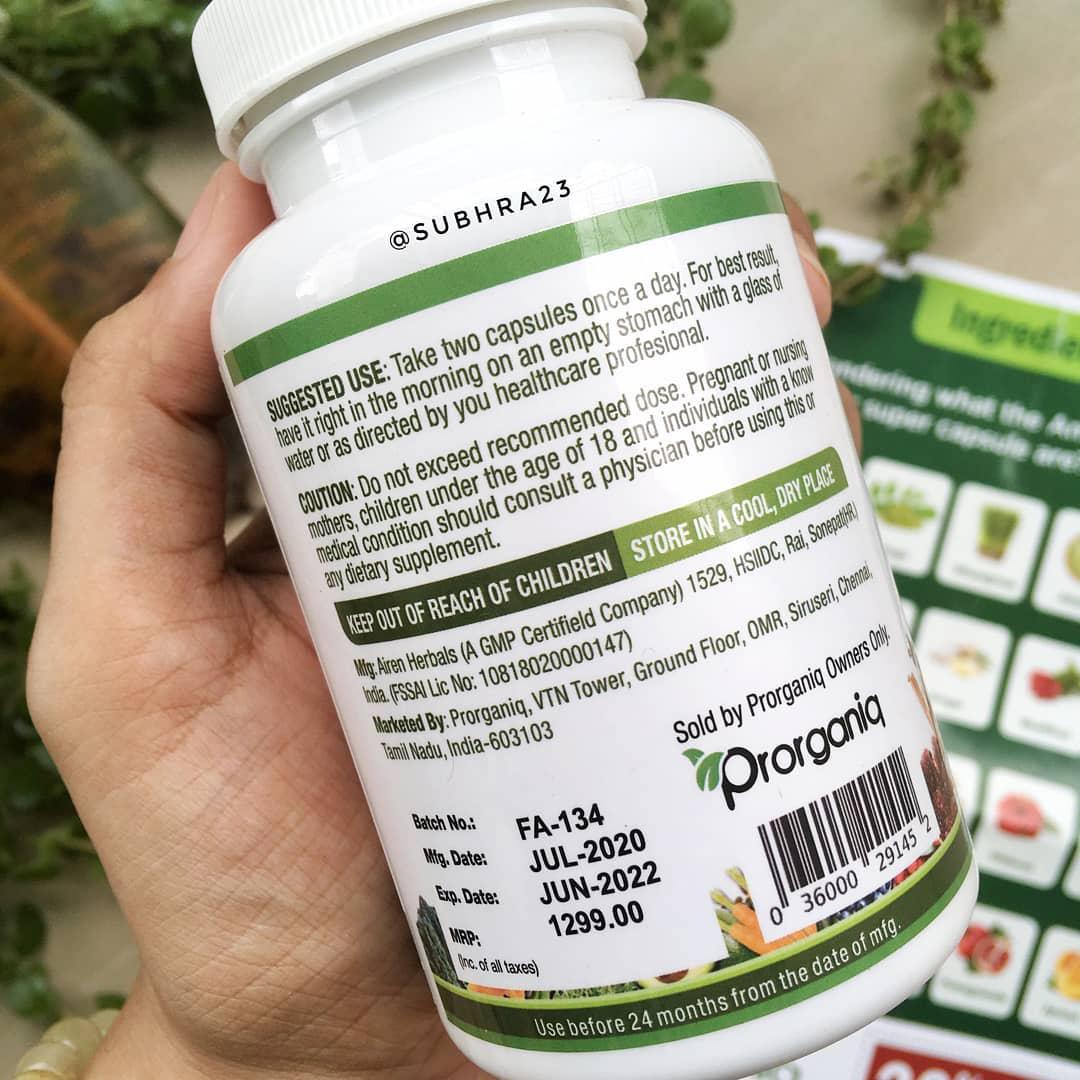 @SUBHRA23
SUGGESTED USE: Take two capsules once a day. For best result,
have it right in the morning on an empty stomach with a glass of
water or as directed by you healthcare profesional.
COUTION: Do not exceed recommended dose. Pregnant or nursing
mothers, children under the age of 18 and individuals with a know
medical condition should consult a physician before using this or
any dietary supplement.
KEEP OUT OF REACH OF CHILDREN
STORE IN A COOL, DRY PLACE
Mfg: Airen Herbals (A GMP Certifield Company) 1529, HSIIDC, Rai, Sonepat(HR)
India. (FSSAI Lic No: 10818020000147)
Marketed By: Prorganiq, VTN Tower, Ground Floor, OMR, Siruseri, Chennai,
Tamil Nadu, India-603103
Sold by Prorganiq Owners Only.
Prorganiq
Batch No.: FA-134
Mfg. Date: JUL-2020
Exp. Date: JUN-2022
MRP: 1299.00
(Inc. of all taxes)
0 36000 29145 2
Use before 24 months from the date of mfg.
what the
super capsule are